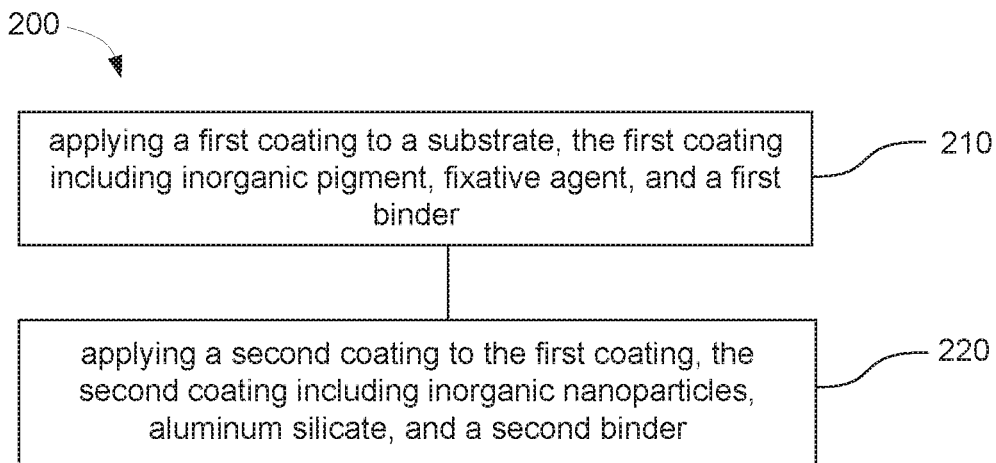 200
applying a first coating to a substrate, the first coating
including inorganic pigment, fixative agent, and a first
binder
210
applying a second coating to the first coating, the
second coating including inorganic nanoparticles,
aluminum silicate, and a second binder
220